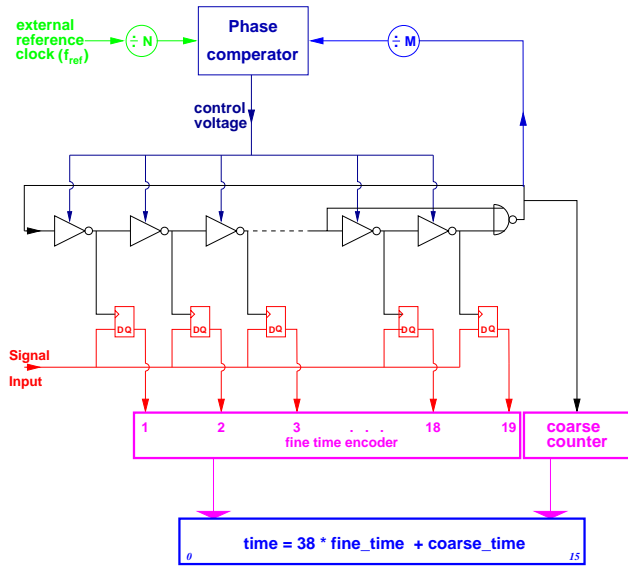 external
reference
clock (fref)
÷ N
Phase
comperator
÷ M
control
voltage
D Q
D Q
D Q
D Q
D Q
Signal
Input
1 2 3 . . . 18 19
fine time encoder
coarse
counter
time = 38 * fine_time + coarse_time
0 15